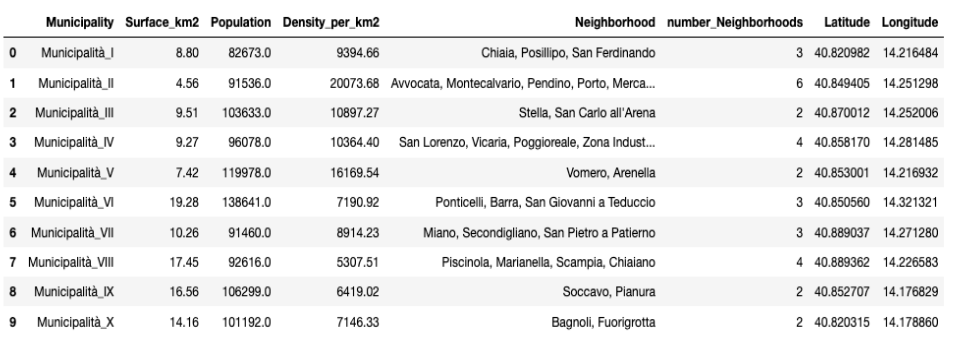 Municipality Surface_km2 Population Density_per_km2 Neighborhood number_Neighborhoods Latitude Longitude
0 Municipalità_I 8.80 82673.0 9394.66 Chiaia, Posillipo, San Ferdinando 3 40.820982 14.216484
1 Municipalità_II 4.56 91536.0 20073.68 Avvocata, Montecalvario, Pendino, Porto, Merca... 6 40.849405 14.251298
2 Municipalità_III 9.51 103633.0 10897.27 Stella, San Carlo all'Arena 2 40.870012 14.252006
3 Municipalità_IV 9.27 96078.0 10364.40 San Lorenzo, Vicaria, Poggioreale, Zona Indust... 4 40.858170 14.281485
4 Municipalità_V 7.42 119978.0 16169.54 Vomero, Arenella 2 40.853001 14.216932
5 Municipalità_VI 19.28 138641.0 7190.92 Ponticelli, Barra, San Giovanni a Teduccio 3 40.850560 14.321321
6 Municipalità_VII 10.26 91460.0 8914.23 Miano, Secondigliano, San Pietro a Patierno 3 40.889037 14.271280
7 Municipalità_VIII 17.45 92616.0 5307.51 Piscinola, Marianella, Scampia, Chiaiano 4 40.889362 14.226583
8 Municipalità_IX 16.56 106299.0 6419.02 Soccavo, Pianura 2 40.852707 14.176829
9 Municipalità_X 14.16 101192.0 7146.33 Bagnoli, Fuorigrotta 2 40.820315 14.178860